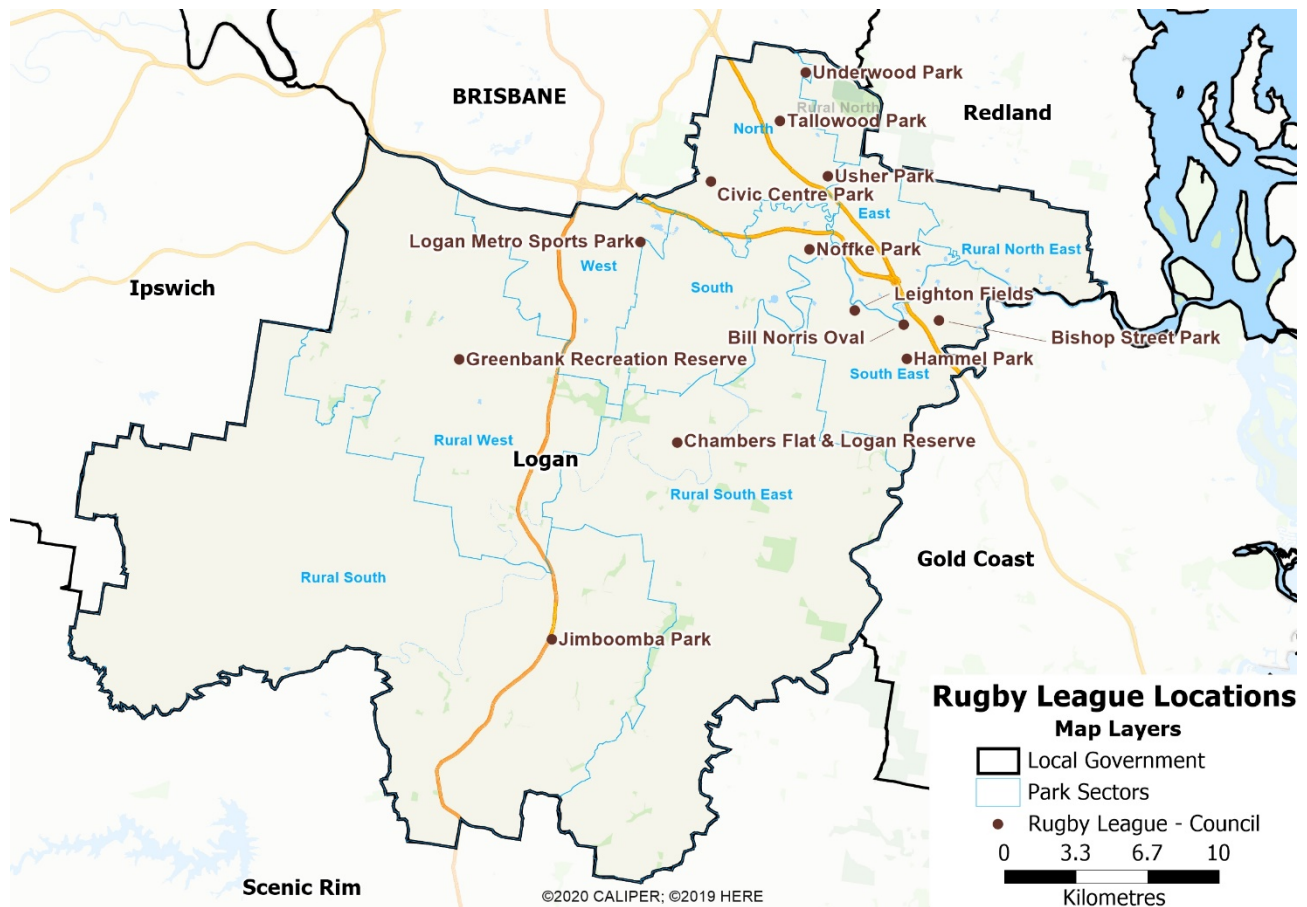 Underwood Park
BRISBANE
Redland
Rural North
Tallowood Park
North
Usher Park
Civic Centre Park
East
Logan Metro Sports Park
Noffke Park
Rural North East
West
South
Ipswich
Leighton Fields
Bill Norris Oval
Bishop Street Park
Greenbank Recreation Reserve
Hammel Park
South East
Rural West
Chambers Flat & Logan Reserve
Logan
Rural South East
Gold Coast
Rural South
Jimboomba Park
Rugby League Locations
Map Layers
Local Government
Park Sectors
Rugby League - Council
0 3.3 6.7 10
Kilometres
Scenic Rim
©2020 CALIPER; ©2019 HERE